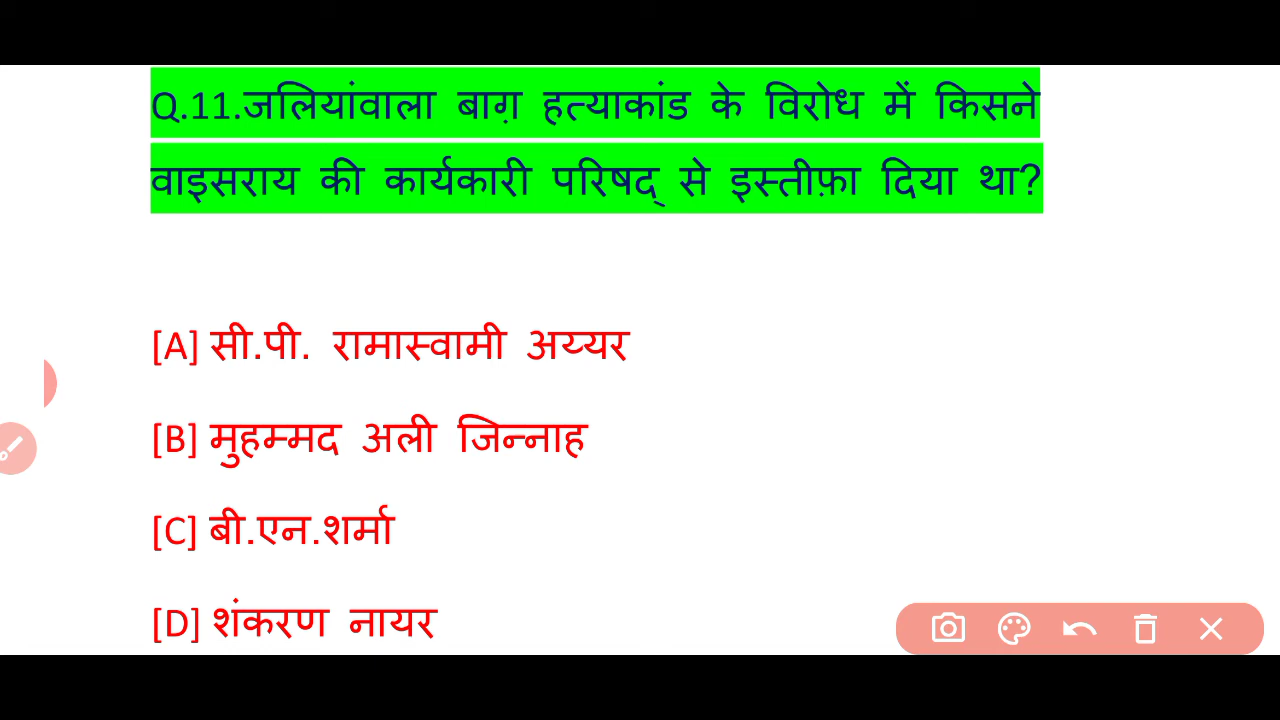 Q.11.जलियांवाला बाग़ हत्याकांड के विरोध में किसने
वाइसराय की कार्यकारी परिषद् से इस्तीफ़ा दिया था?
[A] सी.पी. रामास्वामी अय्यर
[B] मुहम्मद अली जिन्नाह
[C] बी.एन.शर्मा
[D] शंकरण नायर